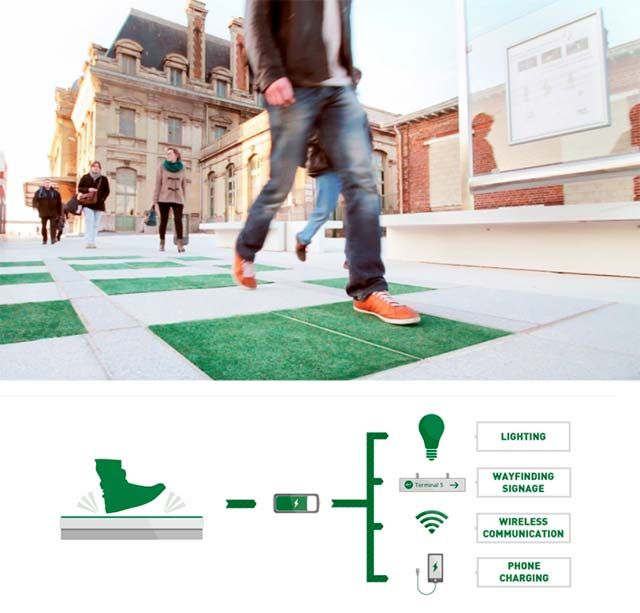 LIGHTING
Terminal 5
WAYFINDING
SIGNAGE
WIRELESS
COMMUNICATION
PHONE
CHARGING